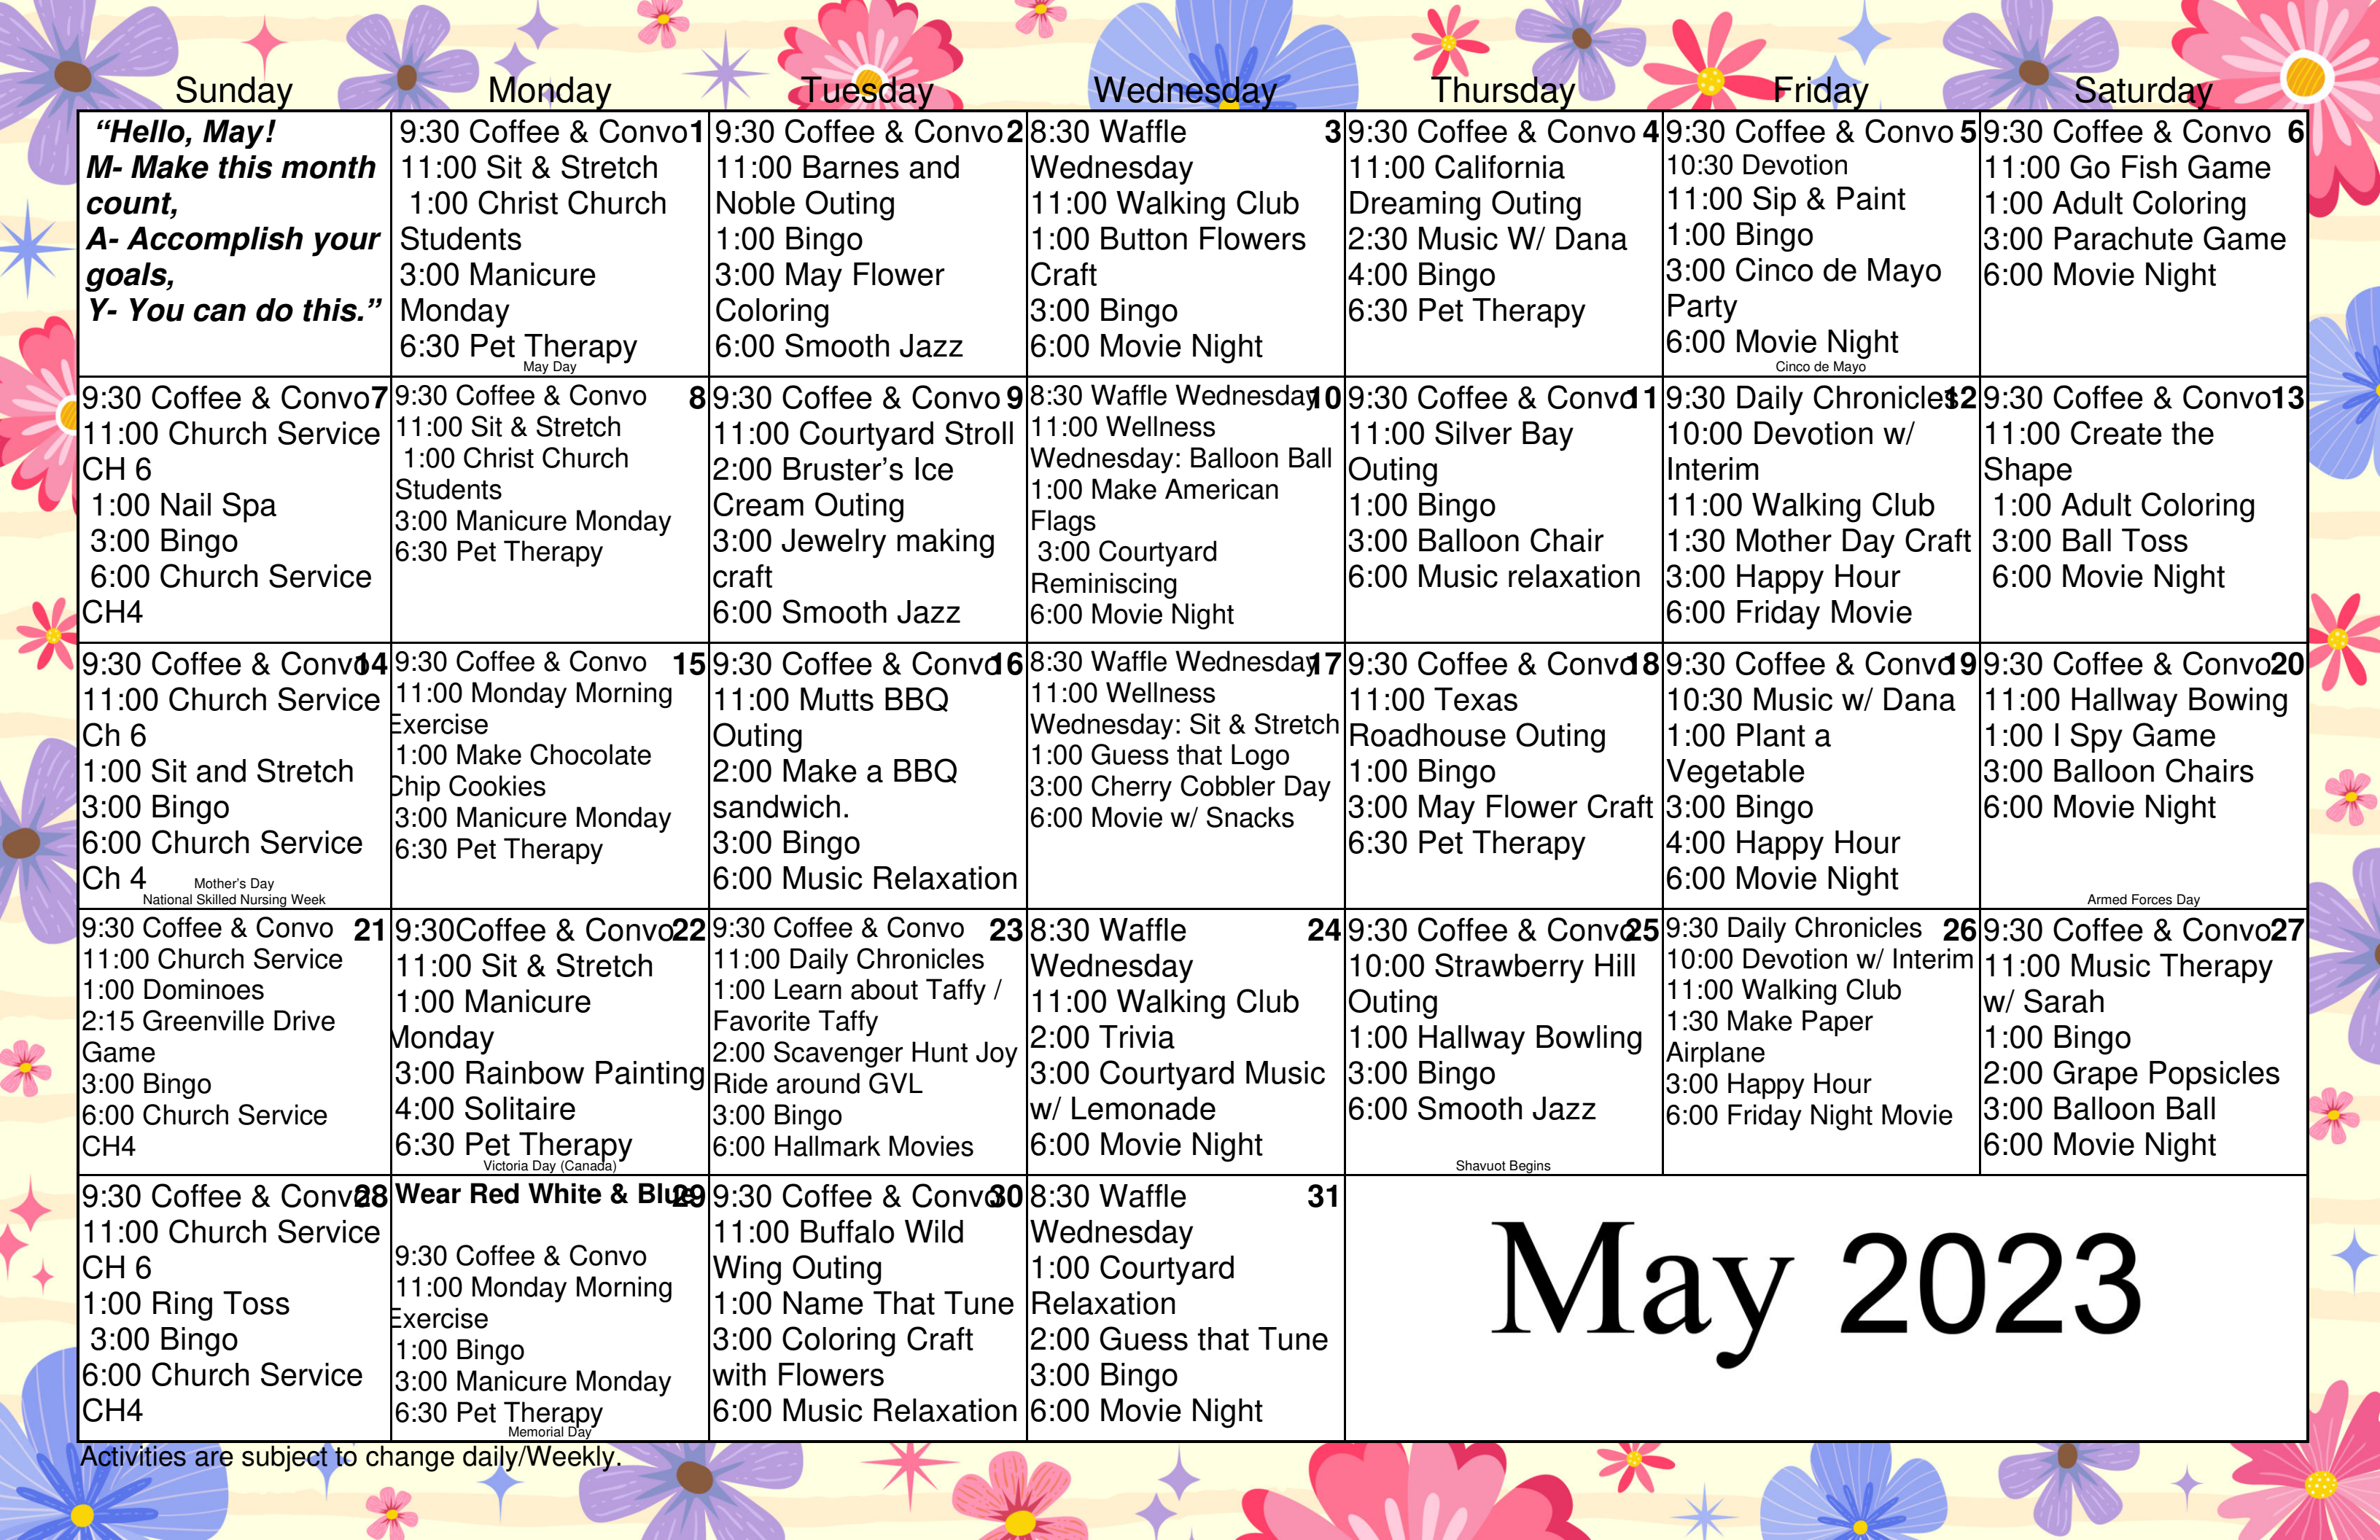 Sunday Monday Tuesday Wednesday Thursday Friday Saturday
“Hello, May!
M- Make this month
count,
A- Accomplish your
goals,
Y- You can do this.”
9:30 Coffee & Convo 1
11:00 Sit & Stretch
1:00 Christ Church
Students
3:00 Manicure
Monday
6:30 Pet Therapy
May Day
9:30 Coffee & Convo 2
11:00 Barnes and
Noble Outing
1:00 Bingo
3:00 May Flower
Coloring
6:00 Smooth Jazz
8:30 Waffle 3
Wednesday
11:00 Walking Club
1:00 Button Flowers
Craft
3:00 Bingo
6:00 Movie Night
9:30 Coffee & Convo 4
11:00 California
Dreaming Outing
2:30 Music W/ Dana
4:00 Bingo
6:30 Pet Therapy
9:30 Coffee & Convo 5
10:30 Devotion
11:00 Sip & Paint
1:00 Bingo
3:00 Cinco de Mayo
Party
6:00 Movie Night
Cinco de Mayo
9:30 Coffee & Convo 6
11:00 Go Fish Game
1:00 Adult Coloring
3:00 Parachute Game
6:00 Movie Night
9:30 Coffee & Convo 7
11:00 Church Service
CH 6
1:00 Nail Spa
3:00 Bingo
6:00 Church Service
CH4
9:30 Coffee & Convo 8
11:00 Sit & Stretch
1:00 Christ Church
Students
3:00 Manicure Monday
6:30 Pet Therapy
9:30 Coffee & Convo 9
11:00 Courtyard Stroll
2:00 Bruster’s Ice
Cream Outing
3:00 Jewelry making
craft
6:00 Smooth Jazz
8:30 Waffle Wednesday 10
11:00 Wellness
Wednesday: Balloon Ball
1:00 Make American
Flags
3:00 Courtyard
Reminiscing
6:00 Movie Night
9:30 Coffee & Convo 11
11:00 Silver Bay
Outing
1:00 Bingo
3:00 Balloon Chair
6:00 Music relaxation
9:30 Daily Chronicles 12
10:00 Devotion w/
Interim
11:00 Walking Club
1:30 Mother Day Craft
3:00 Happy Hour
6:00 Friday Movie
9:30 Coffee & Convo 13
11:00 Create the
Shape
1:00 Adult Coloring
3:00 Ball Toss
6:00 Movie Night
9:30 Coffee & Convo 14
11:00 Church Service
Ch 6
1:00 Sit and Stretch
3:00 Bingo
6:00 Church Service
Ch 4
Mother's Day
National Skilled Nursing Week
9:30 Coffee & Convo 15
11:00 Monday Morning
Exercise
1:00 Make Chocolate
Chip Cookies
3:00 Manicure Monday
6:30 Pet Therapy
9:30 Coffee & Convo 16
11:00 Mutts BBQ
Outing
2:00 Make a BBQ
sandwich.
3:00 Bingo
6:00 Music Relaxation
8:30 Waffle Wednesday 17
11:00 Wellness
Wednesday: Sit & Stretch
1:00 Guess that Logo
3:00 Cherry Cobbler Day
6:00 Movie w/ Snacks
9:30 Coffee & Convo 18
11:00 Texas
Roadhouse Outing
1:00 Bingo
3:00 May Flower Craft
6:30 Pet Therapy
9:30 Coffee & Convo 19
10:30 Music w/ Dana
1:00 Plant a
Vegetable
3:00 Bingo
4:00 Happy Hour
6:00 Movie Night
9:30 Coffee & Convo 20
11:00 Hallway Bowing
1:00 I Spy Game
3:00 Balloon Chairs
6:00 Movie Night
Armed Forces Day
9:30 Coffee & Convo 21
11:00 Church Service
1:00 Dominoes
2:15 Greenville Drive
Game
3:00 Bingo
6:00 Church Service
CH4
9:30Coffee & Convo 22
11:00 Sit & Stretch
1:00 Manicure
Monday
3:00 Rainbow Painting
4:00 Solitaire
6:30 Pet Therapy
Victoria Day (Canada)
9:30 Coffee & Convo 23
11:00 Daily Chronicles
1:00 Learn about Taffy /
Favorite Taffy
2:00 Scavenger Hunt Joy
Ride around GVL
3:00 Bingo
6:00 Hallmark Movies
8:30 Waffle 24
Wednesday
11:00 Walking Club
2:00 Trivia
3:00 Courtyard Music
w/ Lemonade
6:00 Movie Night
9:30 Coffee & Convo 25
10:00 Strawberry Hill
Outing
1:00 Hallway Bowling
3:00 Bingo
6:00 Smooth Jazz
Shavuot Begins
9:30 Daily Chronicles 26
10:00 Devotion w/ Interim
11:00 Walking Club
1:30 Make Paper
Airplane
3:00 Happy Hour
6:00 Friday Night Movie
9:30 Coffee & Convo 27
11:00 Music Therapy
w/ Sarah
1:00 Bingo
2:00 Grape Popsicles
3:00 Balloon Ball
6:00 Movie Night
9:30 Coffee & Convo 28
11:00 Church Service
CH 6
1:00 Ring Toss
3:00 Bingo
6:00 Church Service
CH4
Wear Red White & Blue 29
9:30 Coffee & Convo
11:00 Monday Morning
Exercise
1:00 Bingo
3:00 Manicure Monday
6:30 Pet Therapy
Memorial Day
9:30 Coffee & Convo 30
11:00 Buffalo Wild
Wing Outing
1:00 Name That Tune
3:00 Coloring Craft
with Flowers
6:00 Music Relaxation
8:30 Waffle 31
Wednesday
1:00 Courtyard
Relaxation
2:00 Guess that Tune
3:00 Bingo
6:00 Movie Night
May 2023
Activities are subject to change daily/Weekly.